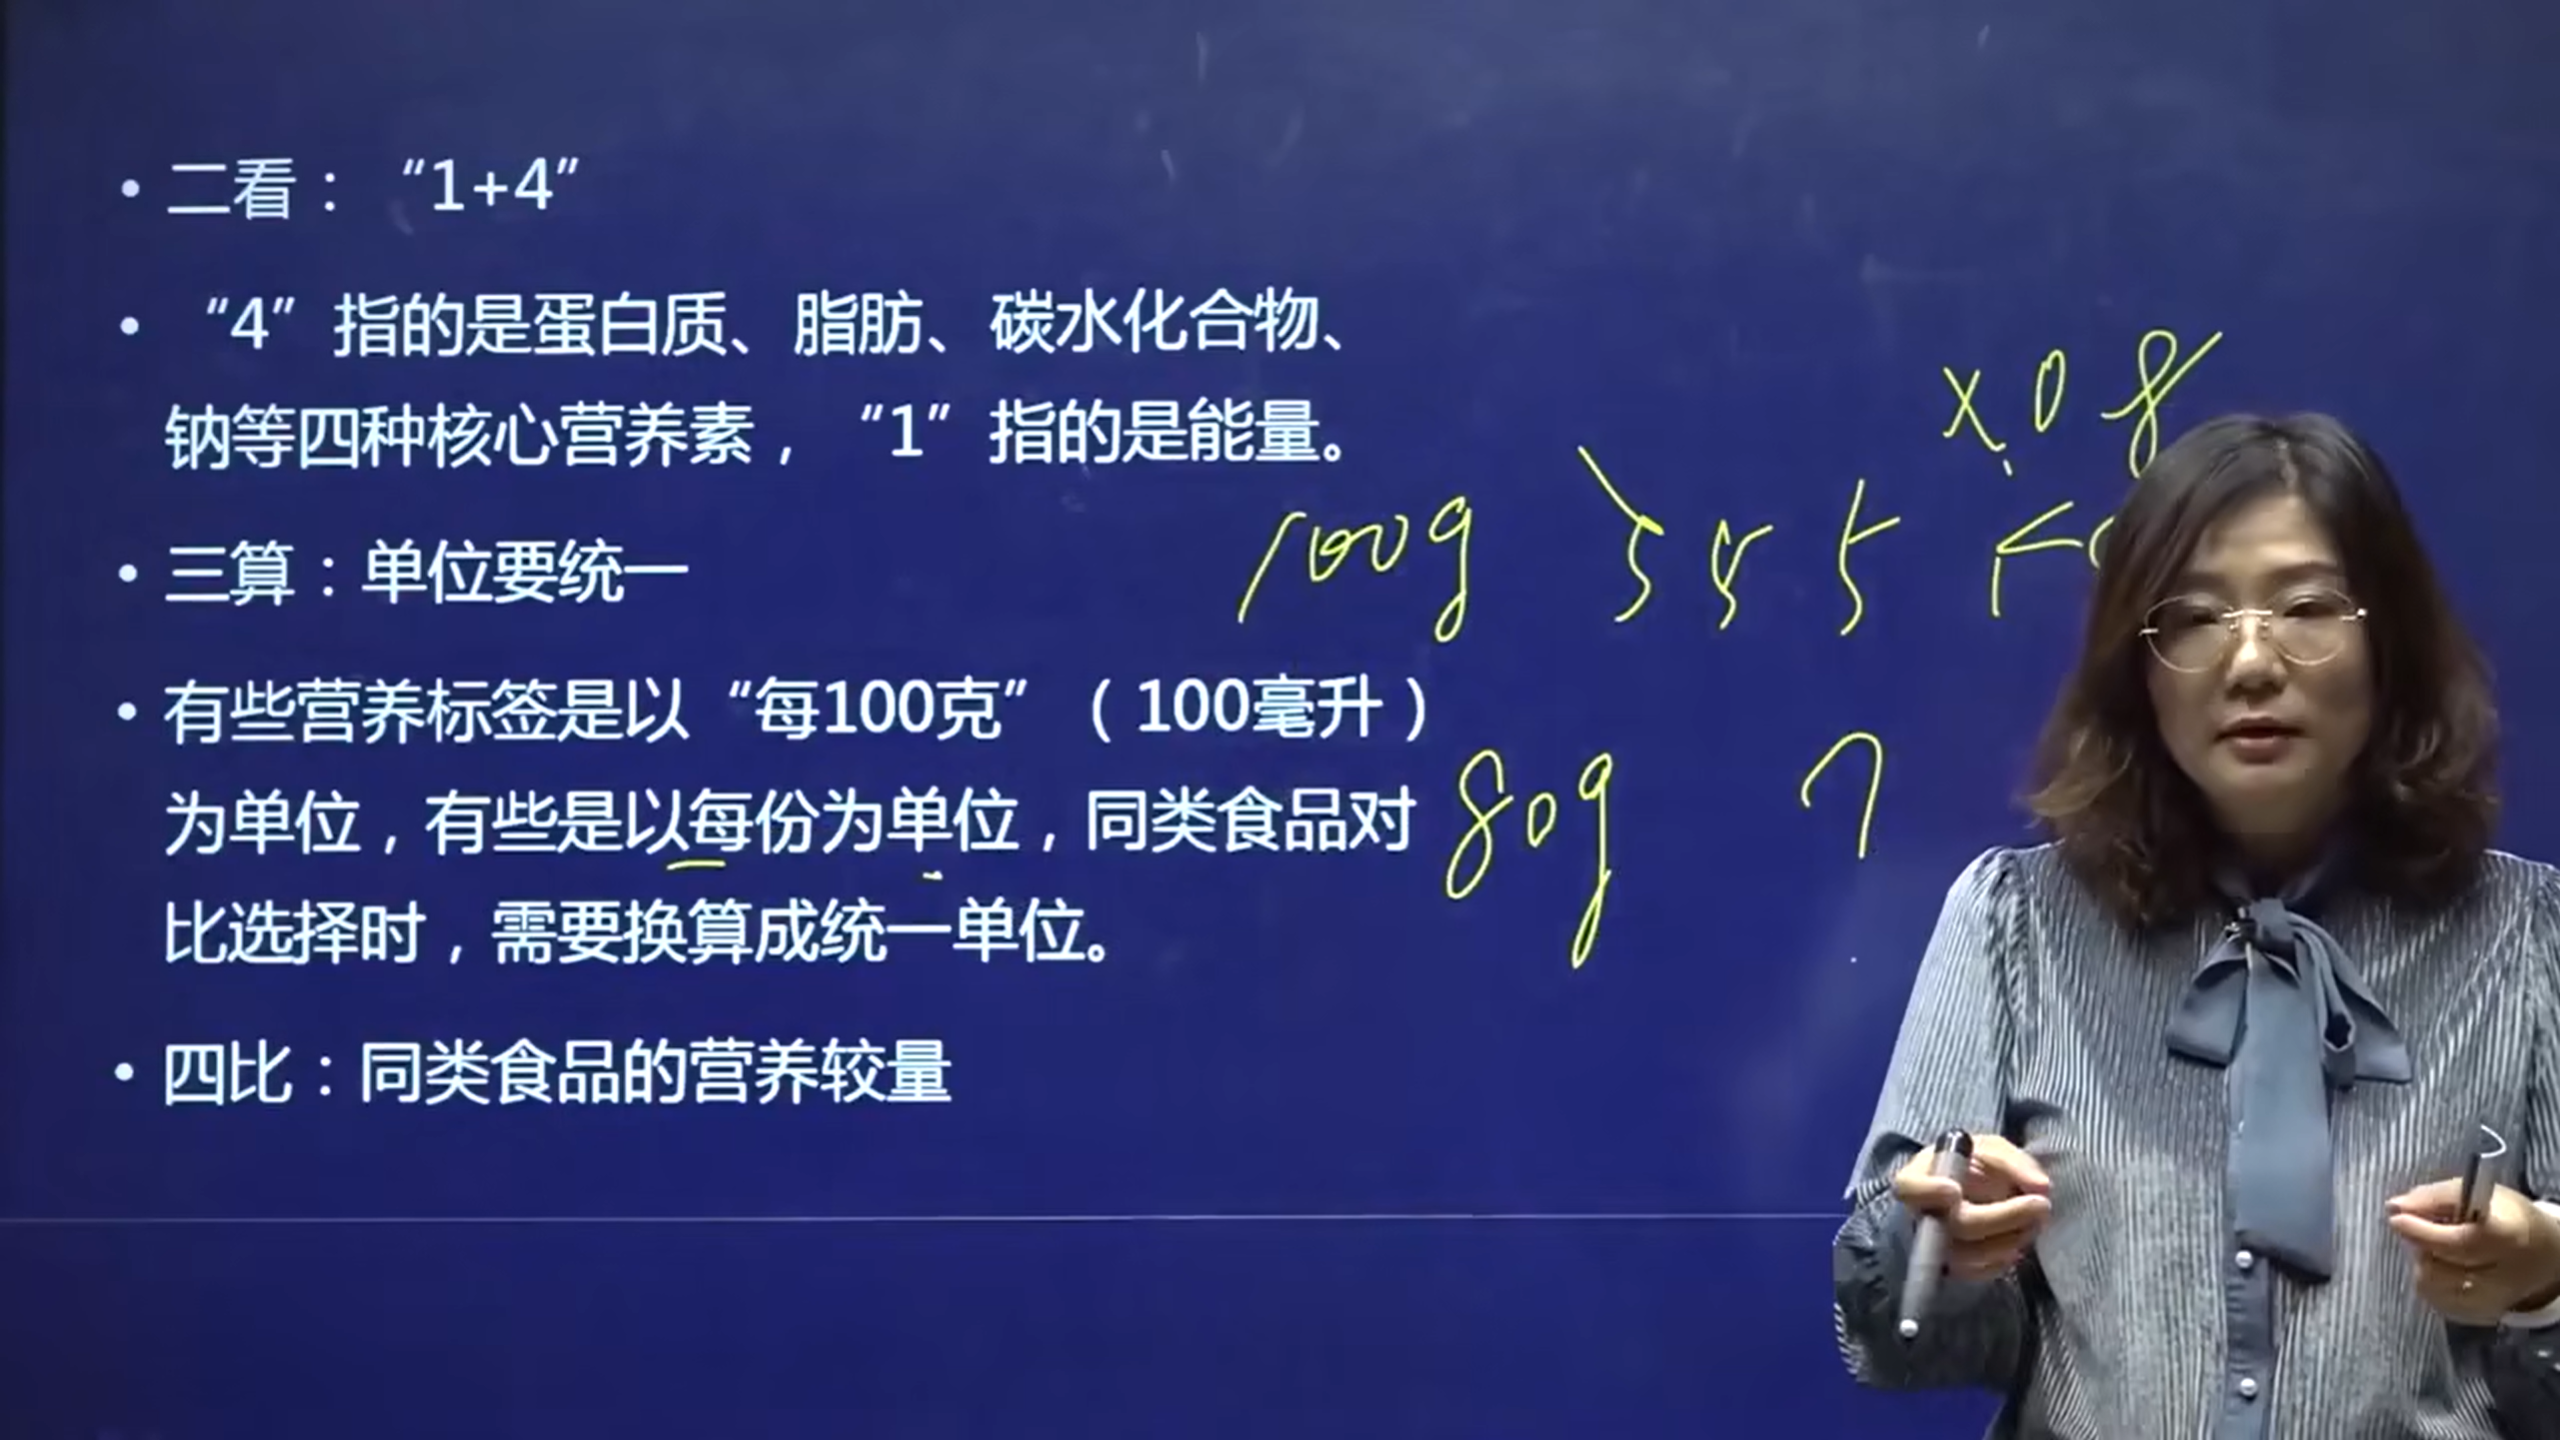 • 二看：“1+4”
• “4”指的是蛋白质、脂肪、碳水化合物、
钠等四种核心营养素，“1”指的是能量。
• 三算：单位要统一
• 有些营养标签是以“每100克”（100毫升）
为单位，有些是以每份为单位，同类食品对
比选择时，需要换算成统一单位。
• 四比：同类食品的营养较量
×0.8
100g
80g ?